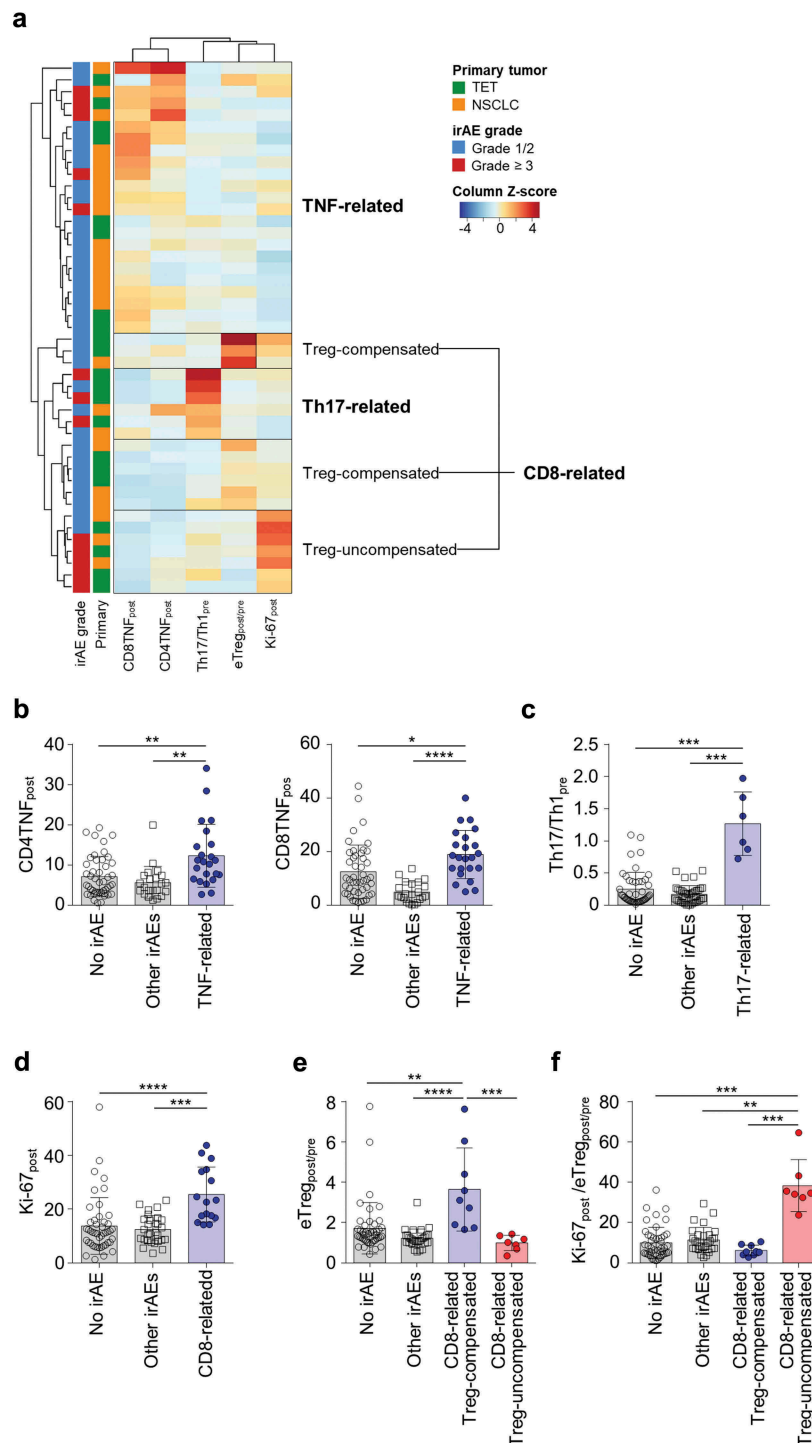 a
Primary tumor
TET
NSCLC
irAE grade
Grade 1/2
Grade ≥ 3
Column Z-score
-4 0 4
TNF-related
Treg-compensated
Th17-related
Treg-compensated
CD8-related
Treg-uncompensated
irAE grade
Primary
CD8TNFpost
CD4TNFpost
Th17/Th1pre
eTregpost/pre
Ki-67post
b
CD4TNFpost
40
30
20
10
0
**
**
No irAE
Other irAEs
TNF-related
CD8TNFpos
60
40
20
0
*
****
No irAE
Other irAEs
TNF-related
c
Th17/Th1pre
2.5
2.0
1.5
1.0
0.5
0
***
***
No irAE
Other irAEs
Th17-related
d
Ki-67post
60
40
20
0
****
***
No irAE
Other irAEs
CD8-relatedd
e
eTregpost/pre
8
6
4
2
0
**
****
***
No irAE
Other irAEs
CD8-related
Treg-compensated
CD8-related
Treg-uncompensated
f
Ki-67post /eTregpost/pre
80
60
40
20
0
***
**
***
No irAE
Other irAEs
CD8-related
Treg-compensated
CD8-related
Treg-uncompensated